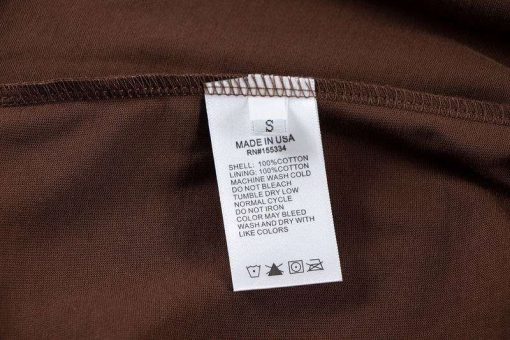 S
MADE IN USA
RN#155334
SHELL: 100%COTTON
LINING: 100%COTTON
MACHINE WASH COLD
DO NOT BLEACH
TUMBLE DRY LOW
NORMAL CYCLE
DO NOT IRON
COLOR MAY BLEED
WASH AND DRY WITH
LIKE COLORS